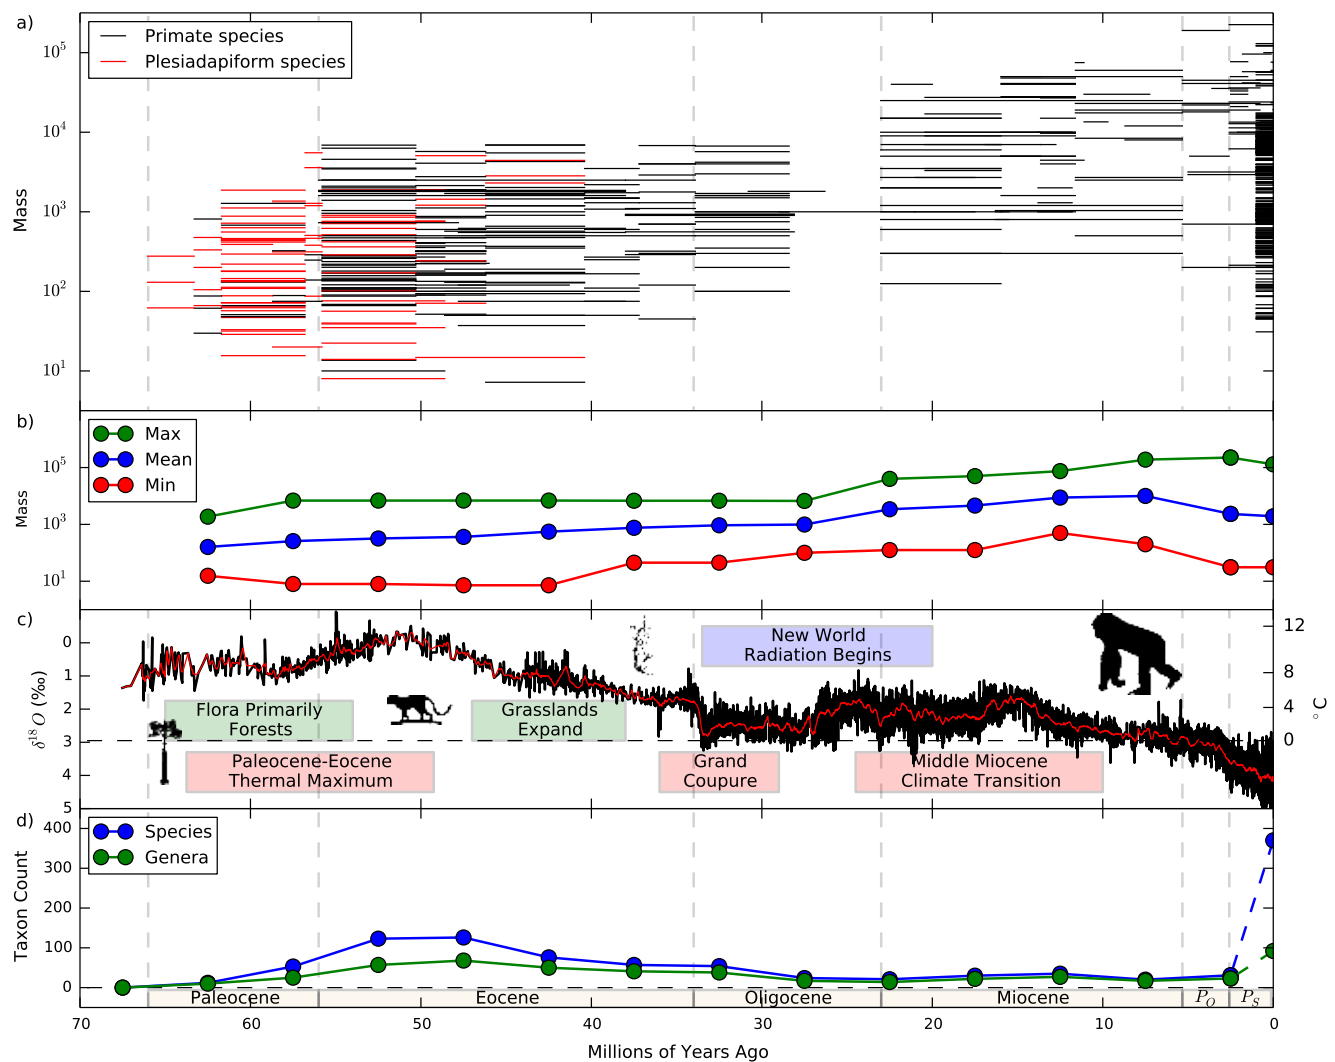 a)
Primate species
Plesiadapiform species
10^5
10^4
10^3
10^2
10^1
Mass
b)
Max
Mean
Min
10^5
10^3
10^1
Mass
c)
0
1
2
3
4
5
δ^18 O (‰)
12
8
4
0
°C
New World
Radiation Begins
Flora Primarily
Forests
Grasslands
Expand
Paleocene-Eocene
Thermal Maximum
Grand
Coupure
Middle Miocene
Climate Transition
d)
Species
Genera
400
300
200
100
0
Taxon Count
Paleocene Eocene Oligocene Miocene P_O P_S
70 60 50 40 30 20 10 0
Millions of Years Ago